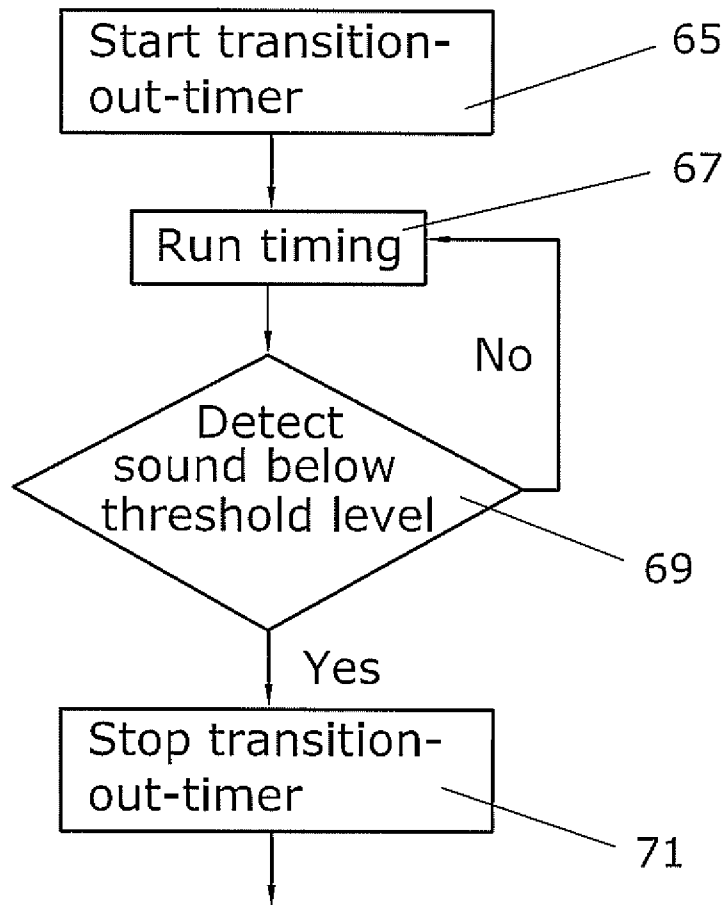 Start transition-
out-timer
65
67
Run timing
No
Detect
sound below
threshold level
69
Yes
Stop transition-
out-timer
71